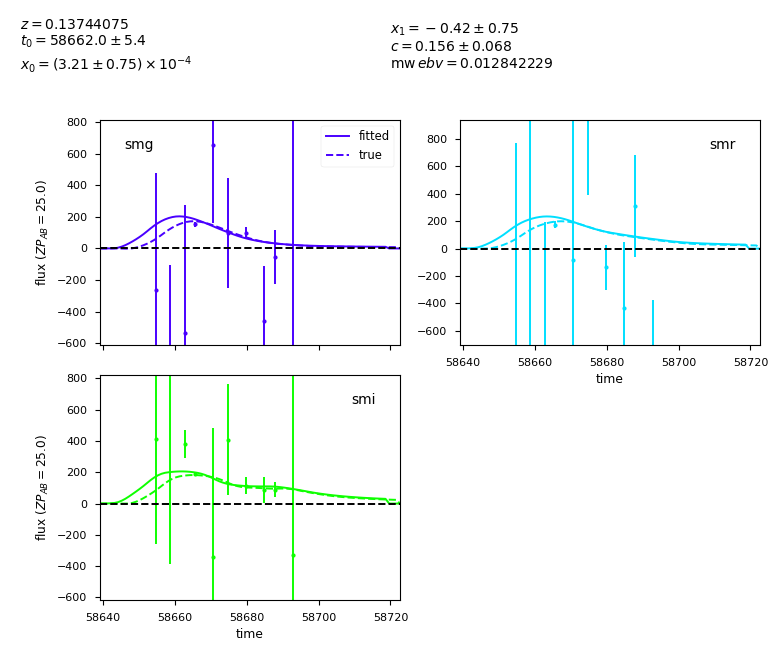 z = 0.13744075
t₀ = 58662.0 ± 5.4
x₀ = (3.21 ± 0.75) × 10⁻⁴
x₁ = −0.42 ± 0.75
c = 0.156 ± 0.068
mw ebv = 0.012842229
smg
fitted
true
800
600
400
200
0
−200
−400
−600
flux (ZP_AB = 25.0)
smr
800
600
400
200
0
−200
−400
−600
58640 58660 58680 58700 58720
time
smi
800
600
400
200
0
−200
−400
−600
flux (ZP_AB = 25.0)
58640 58660 58680 58700 58720
time